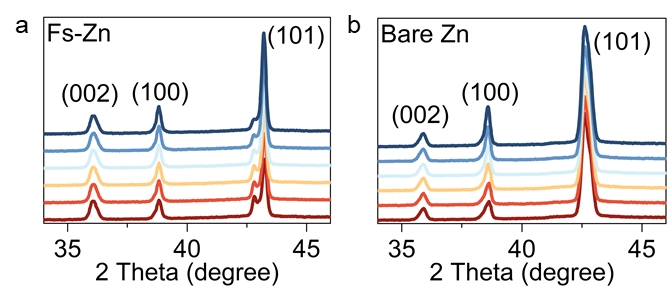 a
Fs-Zn
(002)
(100)
(101)
35
40
45
2 Theta (degree)
b
Bare Zn
(002)
(100)
(101)
35
40
45
2 Theta (degree)